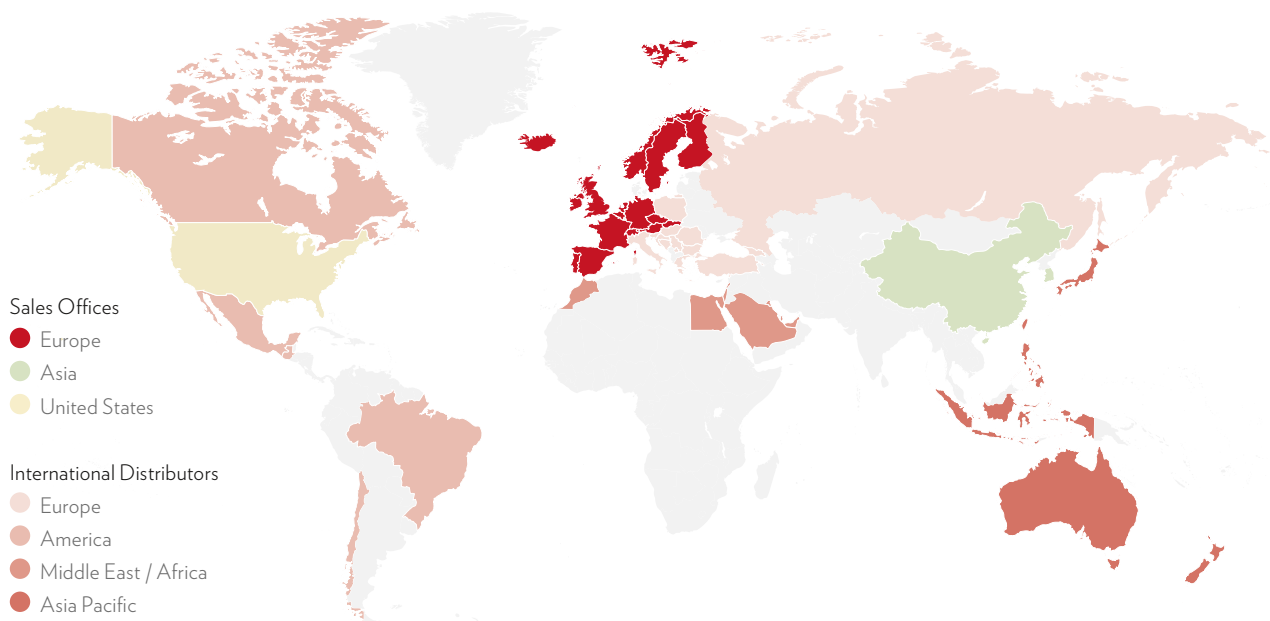 Sales Offices
Europe
Asia
United States
International Distributors
Europe
America
Middle East / Africa
Asia Pacific